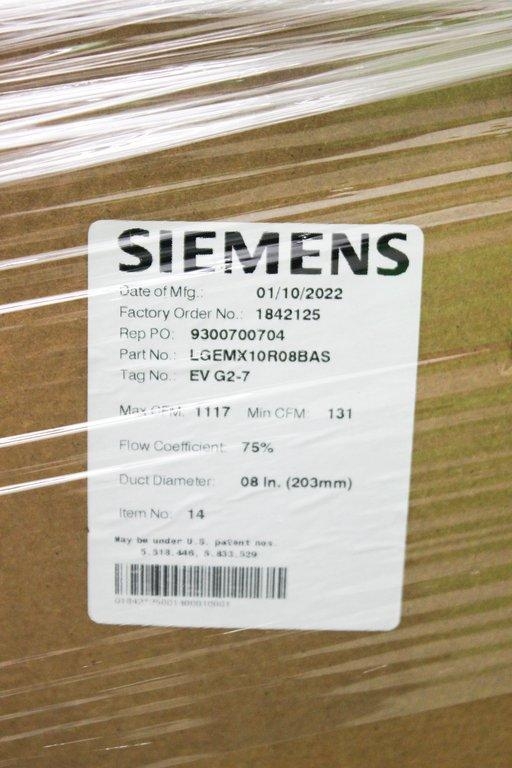 SIEMENS
Date of Mfg.: 01/10/2022
Factory Order No.: 1842125
Rep PO: 9300700704
Part No.: LGEMX10R08BAS
Tag No.: EV G2-7
Max CFM: 1117 Min CFM: 131
Flow Coefficient: 75%
Duct Diameter: 08 In. (203mm)
Item No: 14
May be under U.S. patent nos.
5,318,446, 5,833,529